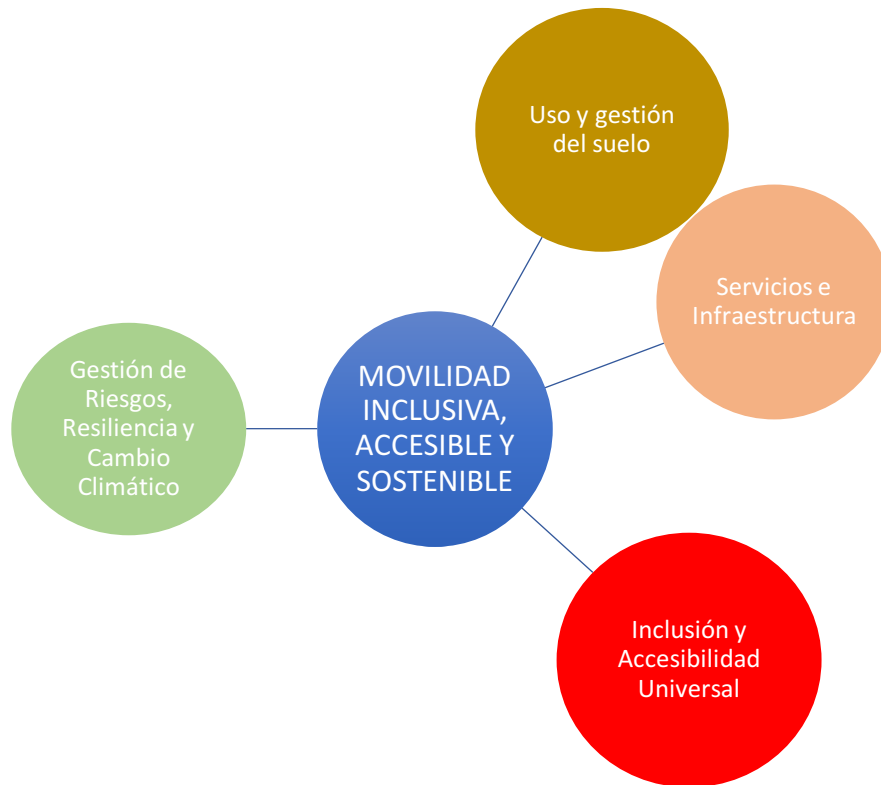 Uso y gestión
del suelo
Servicios e
Infraestructura
Gestión de
Riesgos,
Resiliencia y
Cambio
Climático
MOVILIDAD
INCLUSIVA,
ACCESIBLE Y
SOSTENIBLE
Inclusión y
Accesibilidad
Universal